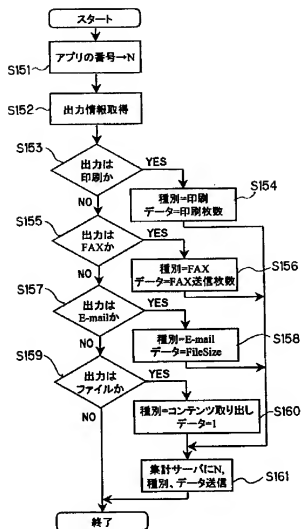 スタート
S151
アプリの番号→N
S152
出力情報取得
S153
出力は
印刷か
YES
NO
S154
種別=印刷
データ=印刷枚数
S155
出力は
FAXか
YES
NO
S156
種別=FAX
データ=FAX送信枚数
S157
出力は
E-mailか
YES
NO
S158
種別=E-mail
データ=FileSize
S159
出力は
ファイルか
YES
NO
S160
種別=コンテンツ取り出し
データ=1
集計サーバにN,
種別、データ送信
S161
終了